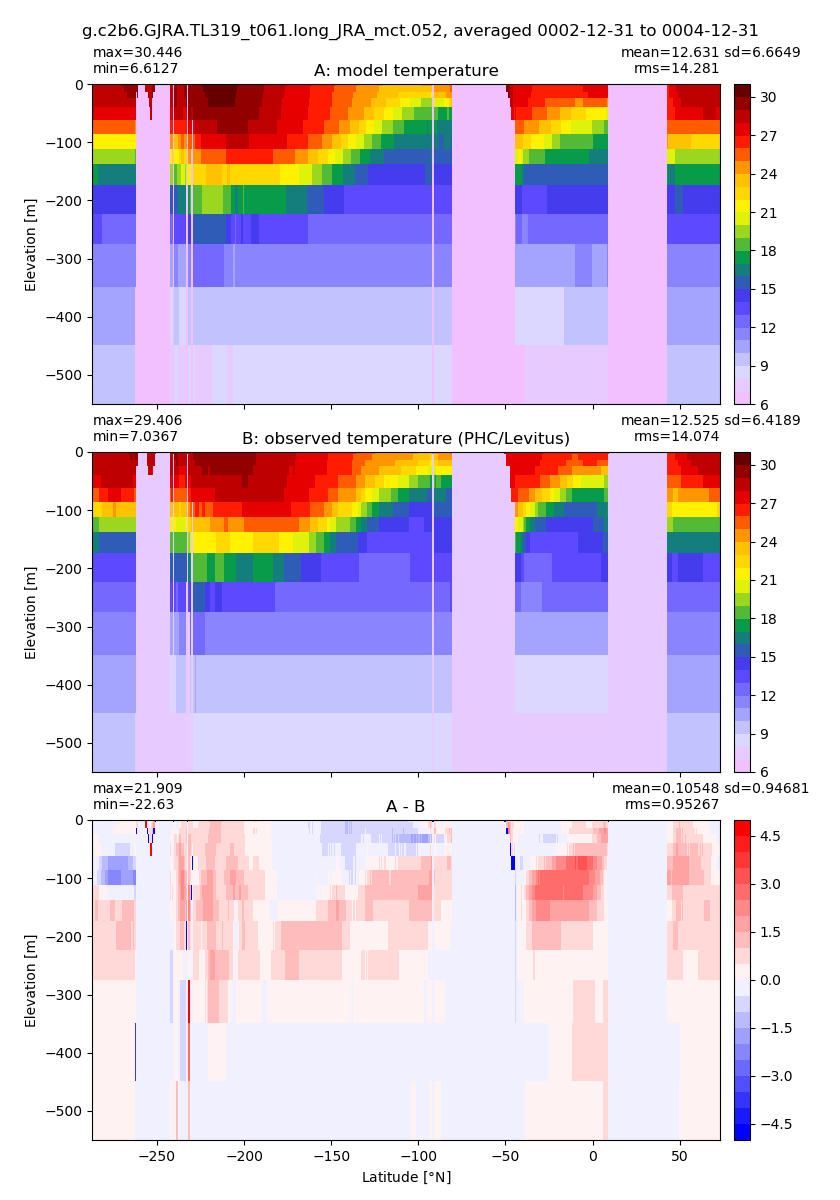 g.c2b6.GJRA.TL319_t061.long_JRA_mct.052, averaged 0002-12-31 to 0004-12-31
max=30.446
min=6.6127
A: model temperature
mean=12.631 sd=6.6649
rms=14.281
0
−100
−200
−300
−400
−500
Elevation [m]
30
27
24
21
18
15
12
9
6
max=29.406
min=7.0367
B: observed temperature (PHC/Levitus)
mean=12.525 sd=6.4189
rms=14.074
0
−100
−200
−300
−400
−500
Elevation [m]
30
27
24
21
18
15
12
9
6
max=21.909
min=-22.63
A - B
mean=0.10548 sd=0.94681
rms=0.95267
0
−100
−200
−300
−400
−500
Elevation [m]
4.5
3.0
1.5
0.0
−1.5
−3.0
−4.5
−250 −200 −150 −100 −50 0 50
Latitude [°N]